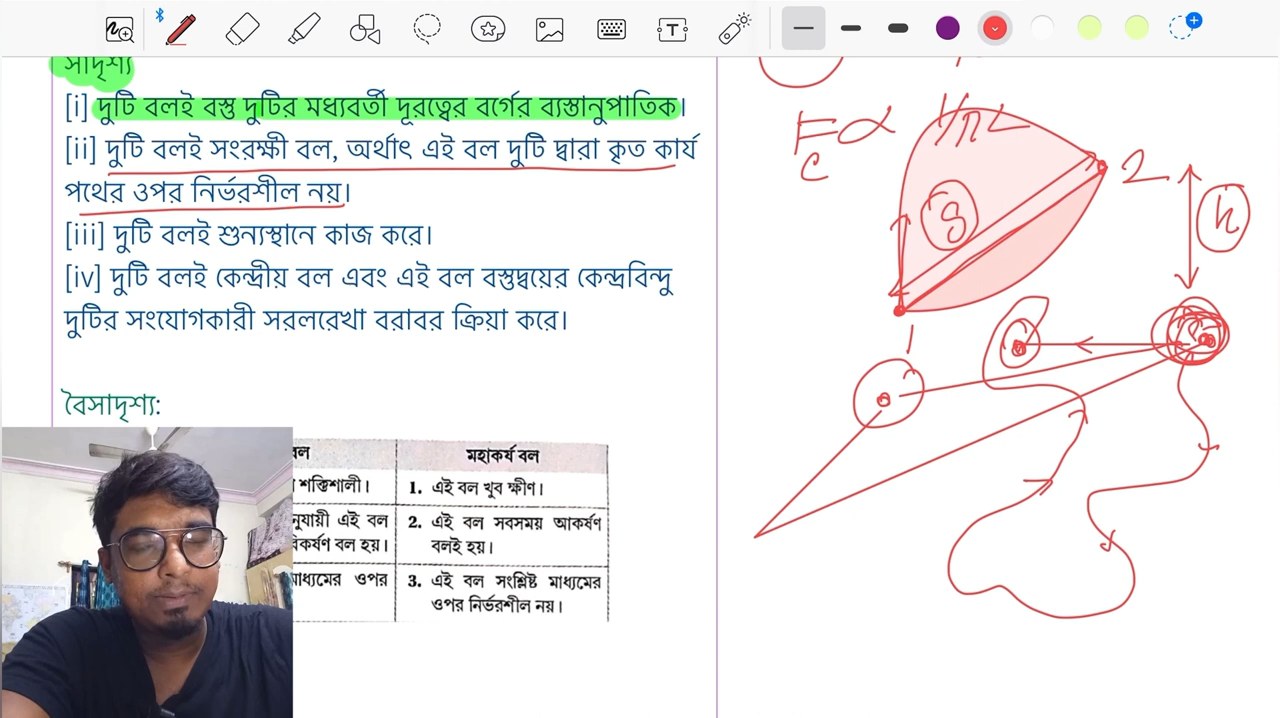 সাদৃশ্য
[i] দুটি বলই বস্তু দুটির মধ্যবর্তী দূরত্বের বর্গের ব্যস্তানুপাতিক।
[ii] দুটি বলই সংরক্ষী বল, অর্থাৎ এই বল দুটি দ্বারা কৃত কার্য
পথের ওপর নির্ভরশীল নয়।
[iii] দুটি বলই শুন্যস্থানে কাজ করে।
[iv] দুটি বলই কেন্দ্রীয় বল এবং এই বল বস্তুদ্বয়ের কেন্দ্রবিন্দু
দুটির সংযোগকারী সরলরেখা বরাবর ক্রিয়া করে।
বৈসাদৃশ্য:
বল
শক্তিশালী।
নুযায়ী এই বল
বিকর্ষণ বল হয়।
মাধ্যমের ওপর
মহাকর্ষ বল
1. এই বল খুব ক্ষীণ।
2. এই বল সবসময় আকর্ষণ
বলই হয়।
3. এই বল সংশ্লিষ্ট মাধ্যমের
ওপর নির্ভরশীল নয়।
F α
c
2
h
8
1